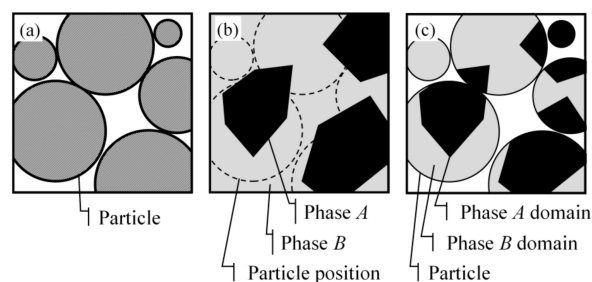 (a)
(b)
(c)
Particle
Phase A
Phase B
Particle position
Phase A domain
Phase B domain
Particle